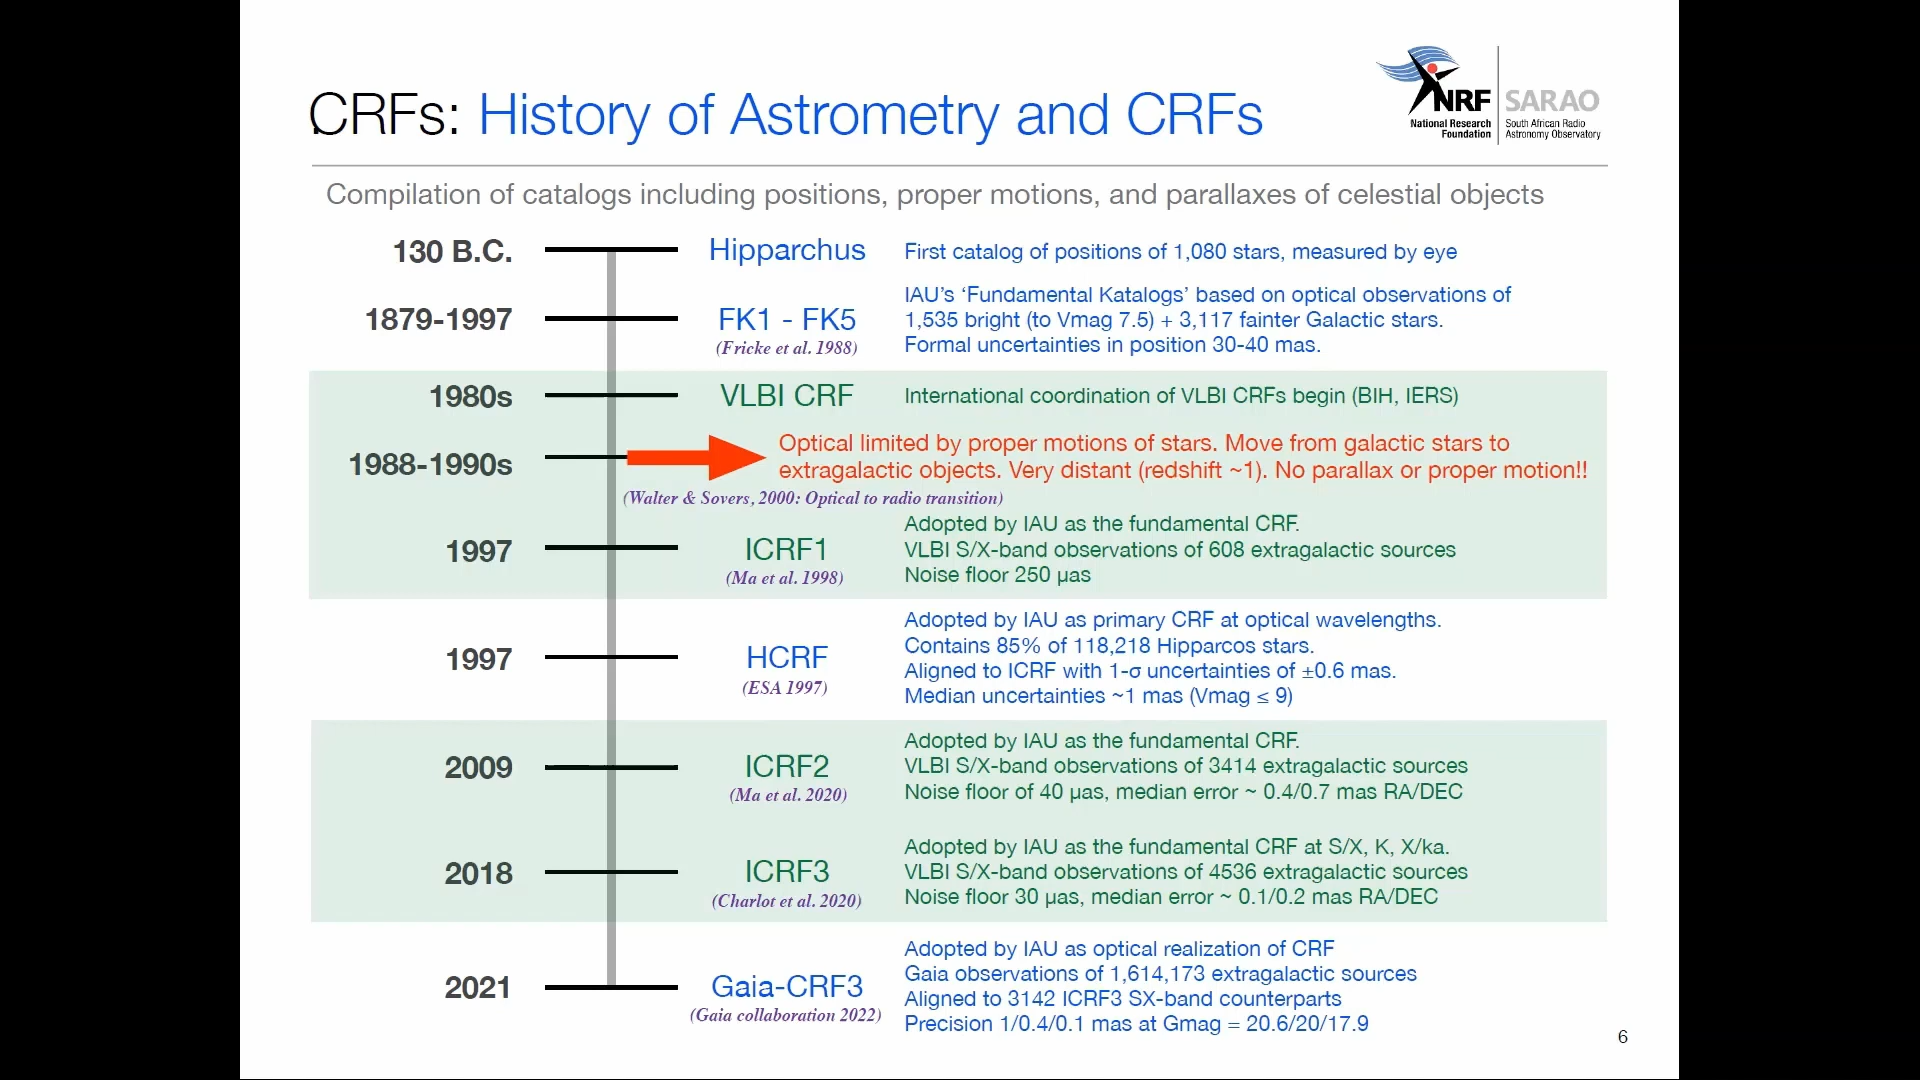 CRFs: History of Astrometry and CRFs
NRF
National Research
Foundation
SARAO
South African Radio
Astronomy Observatory
Compilation of catalogs including positions, proper motions, and parallaxes of celestial objects
130 B.C.
Hipparchus
First catalog of positions of 1,080 stars, measured by eye
1879-1997
FK1 - FK5
(Fricke et al. 1988)
IAU's ‘Fundamental Katalogs’ based on optical observations of
1,535 bright (to Vmag 7.5) + 3,117 fainter Galactic stars.
Formal uncertainties in position 30-40 mas.
1980s
VLBI CRF
International coordination of VLBI CRFs begin (BIH, IERS)
1988-1990s
Optical limited by proper motions of stars. Move from galactic stars to
extragalactic objects. Very distant (redshift ~1). No parallax or proper motion!!
(Walter & Sovers, 2000: Optical to radio transition)
1997
ICRF1
(Ma et al. 1998)
Adopted by IAU as the fundamental CRF.
VLBI S/X-band observations of 608 extragalactic sources
Noise floor 250 µas
1997
HCRF
(ESA 1997)
Adopted by IAU as primary CRF at optical wavelengths.
Contains 85% of 118,218 Hipparcos stars.
Aligned to ICRF with 1-σ uncertainties of ±0.6 mas.
Median uncertainties ~1 mas (Vmag ≤ 9)
2009
ICRF2
(Ma et al. 2020)
Adopted by IAU as the fundamental CRF.
VLBI S/X-band observations of 3414 extragalactic sources
Noise floor of 40 µas, median error ~ 0.4/0.7 mas RA/DEC
2018
ICRF3
(Charlot et al. 2020)
Adopted by IAU as the fundamental CRF at S/X, K, X/ka.
VLBI S/X-band observations of 4536 extragalactic sources
Noise floor 30 µas, median error ~ 0.1/0.2 mas RA/DEC
2021
Gaia-CRF3
(Gaia collaboration 2022)
Adopted by IAU as optical realization of CRF
Gaia observations of 1,614,173 extragalactic sources
Aligned to 3142 ICRF3 SX-band counterparts
Precision 1/0.4/0.1 mas at Gmag = 20.6/20/17.9
6